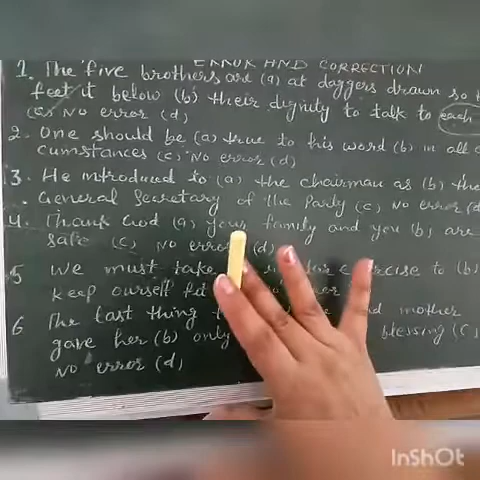 ERROR AND CORRECTION
1. The five brothers are (a) at daggers drawn so
feel it below (b) their dignity to talk to each
(c) No error (d)
2. One should be (a) true to his word (b) in all
cumstances (c) No error (d)
3. He introduced to (a) the chairman as (b) the
General Secretary of the Party (c) No error (d
4. Thank God (a) your family and you (b) are
safe (c) No error (d)
5 We must take exercise to (b)
keep ourself fit
6 The last thing mother
gave her (b) only blessing (c)
No error (d)
InShOt